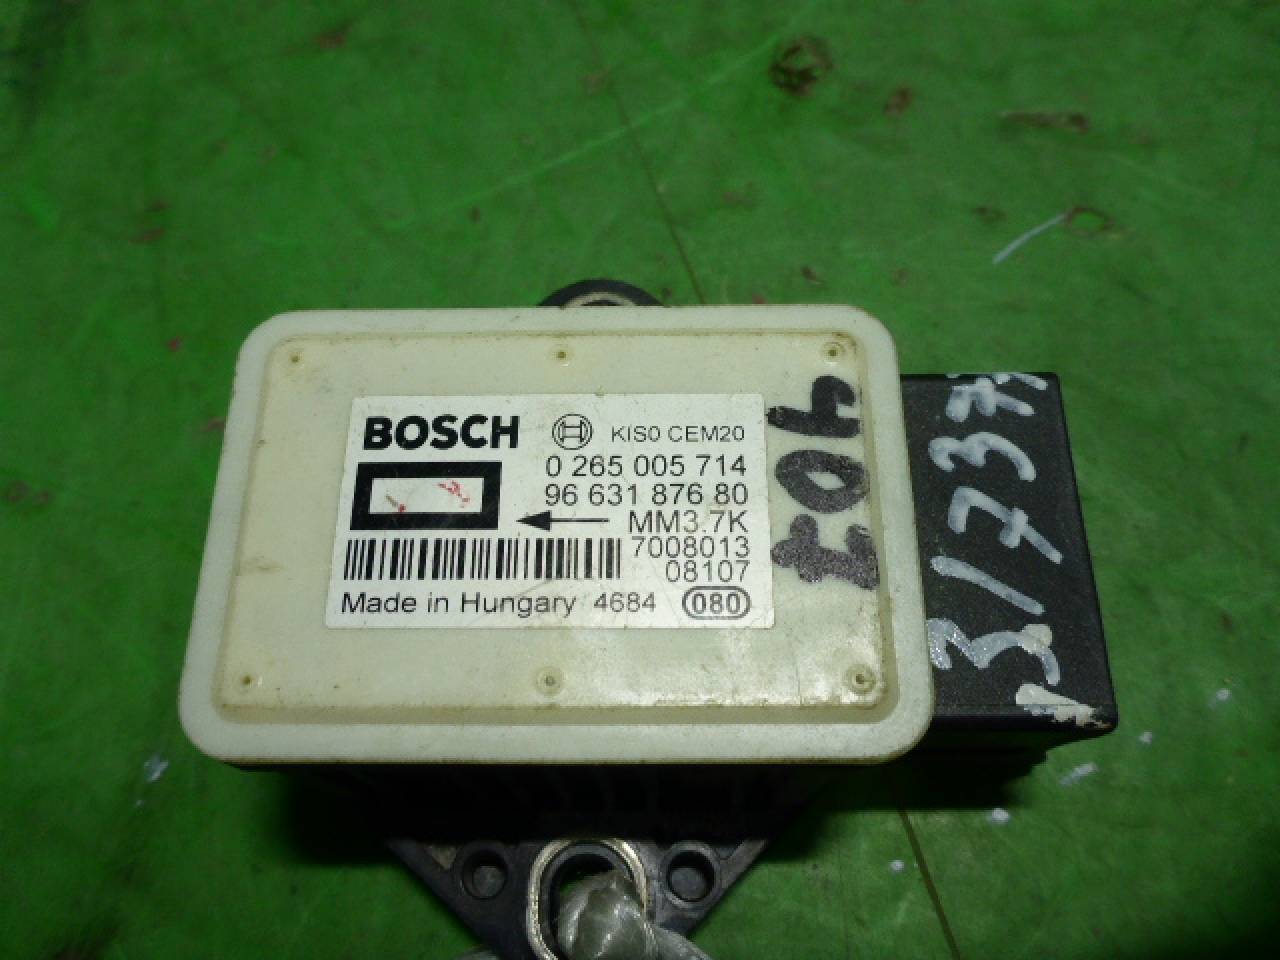 BOSCH KIS0 CEM20
0 265 005 714
96 631 876 80
MM3.7K
7008013
08107
Made in Hungary 4684 080
E04